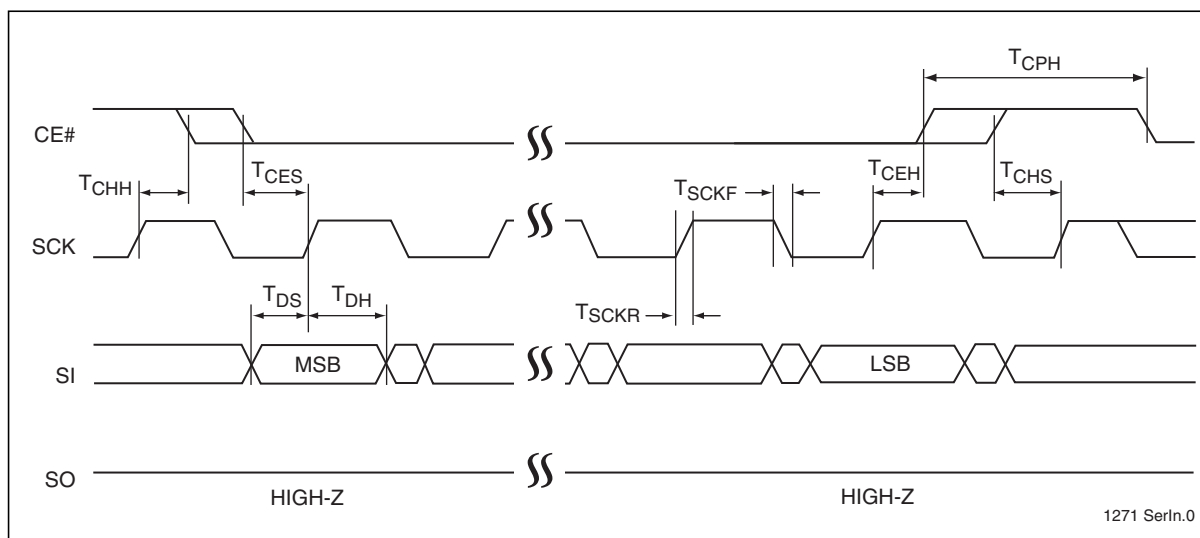 TCPH
CE#
TCHH
TCES
TSCKF
TCEH
TCHS
SCK
TDS
TDH
TSCKR
MSB
LSB
SI
SO
HIGH-Z
HIGH-Z
1271 SerIn.0